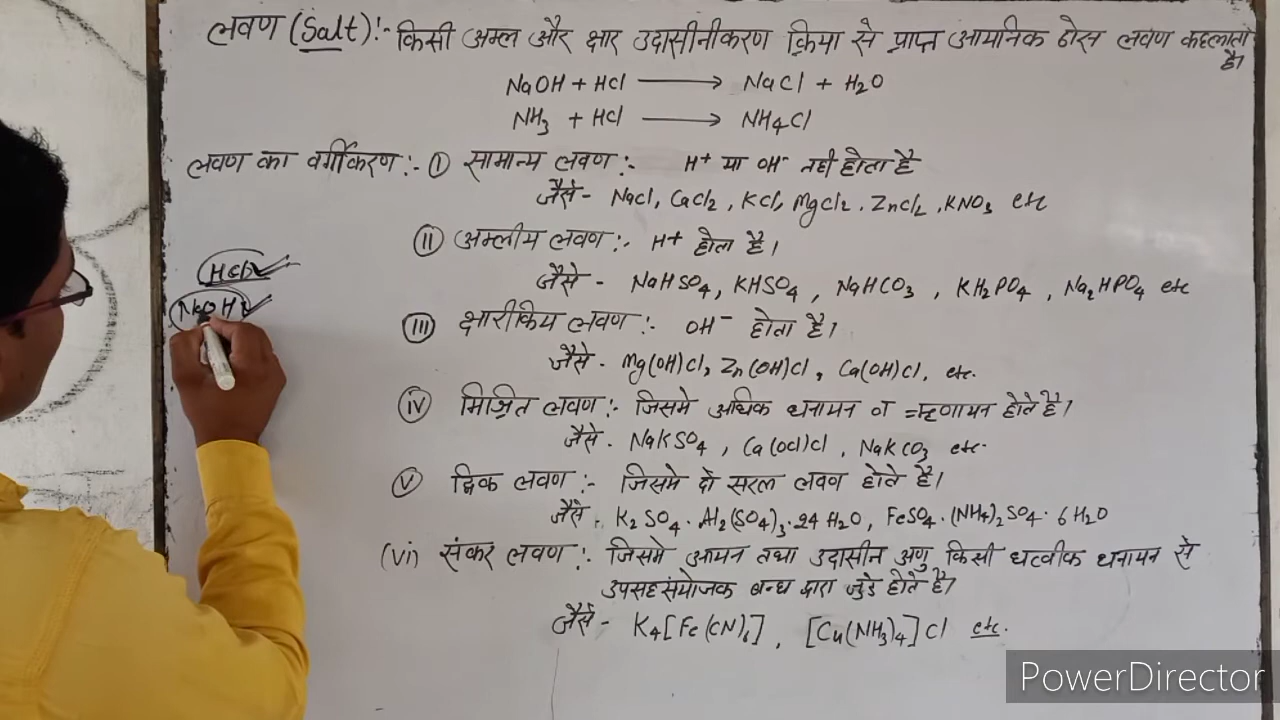 लवण (Salt):- किसी अम्ल और क्षार उदासीनीकरण क्रिया से प्राप्त आयनिक ठोस लवण कहलाता
है।
NaOH + HCl ⟶ NaCl + H₂O
NH₃ + HCl ⟶ NH₄Cl
लवण का वर्गीकरण:- (I) सामान्य लवण:- H⁺ या OH⁻ नही होता है
जैसे- NaCl, CaCl₂, KCl, MgCl₂. ZnCl₂, KNO₃ etc
(II) अम्लीय लवण:- H⁺ होता है।
जैसे - NaHSO₄, KHSO₄, NaHCO₃, KH₂PO₄, Na₂HPO₄ etc
HCl
NaOH
(III) क्षारीकिय लवण:- OH⁻ होता है।
जैसे- Mg(OH)Cl, Zn(OH)Cl, Ca(OH)Cl, etc.
(iv) मिश्रित लवण:- जिसमे अधिक धनायन व ऋणायन होते है।
जैसे- NaKSO₄, Ca(OCl)Cl, NaKCO₃ etc.
(v) द्विक लवण:- जिसमे दो सरल लवण होते है।
जैसे. K₂SO₄. Al₂(SO₄)₃.24H₂O, FeSO₄.(NH₄)₂SO₄.6H₂O
(vi) संकर लवण:- जिसमे आयन तथा उदासीन अणु किसी धत्वीक धनायन से
उपसहसंयोजक बन्ध द्वारा जुडे होते है।
जैसे- K₄[Fe(CN)₆], [Cu(NH₃)₄]Cl etc.
PowerDirector